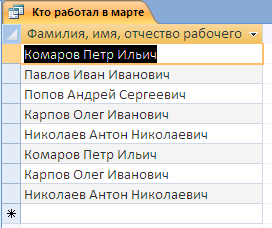 Кто работал в марте
Фамилия, имя, отчество рабочего
Комаров Петр Ильич
Павлов Иван Иванович
Попов Андрей Сергеевич
Карпов Олег Иванович
Николаев Антон Николаевич
Комаров Петр Ильич
Карпов Олег Иванович
Николаев Антон Николаевич